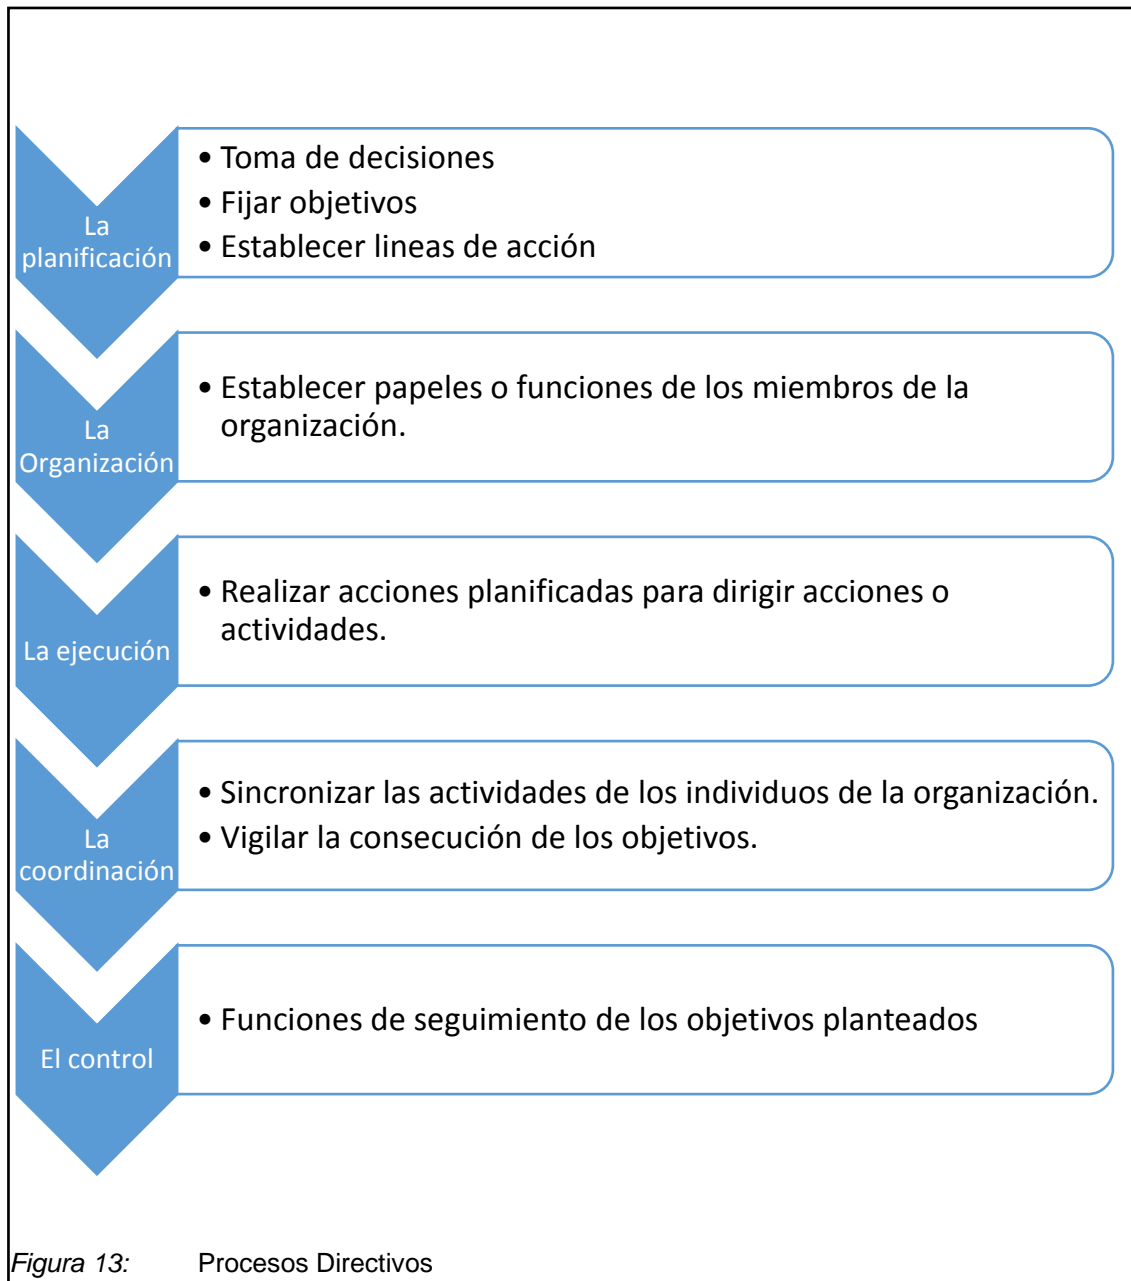 La
planificación
• Toma de decisiones
• Fijar objetivos
• Establecer lineas de acción
La
Organización
• Establecer papeles o funciones de los miembros de la
organización.
La ejecución
• Realizar acciones planificadas para dirigir acciones o
actividades.
La
coordinación
• Sincronizar las actividades de los individuos de la organización.
• Vigilar la consecución de los objetivos.
El control
• Funciones de seguimiento de los objetivos planteados
Figura 13: Procesos Directivos